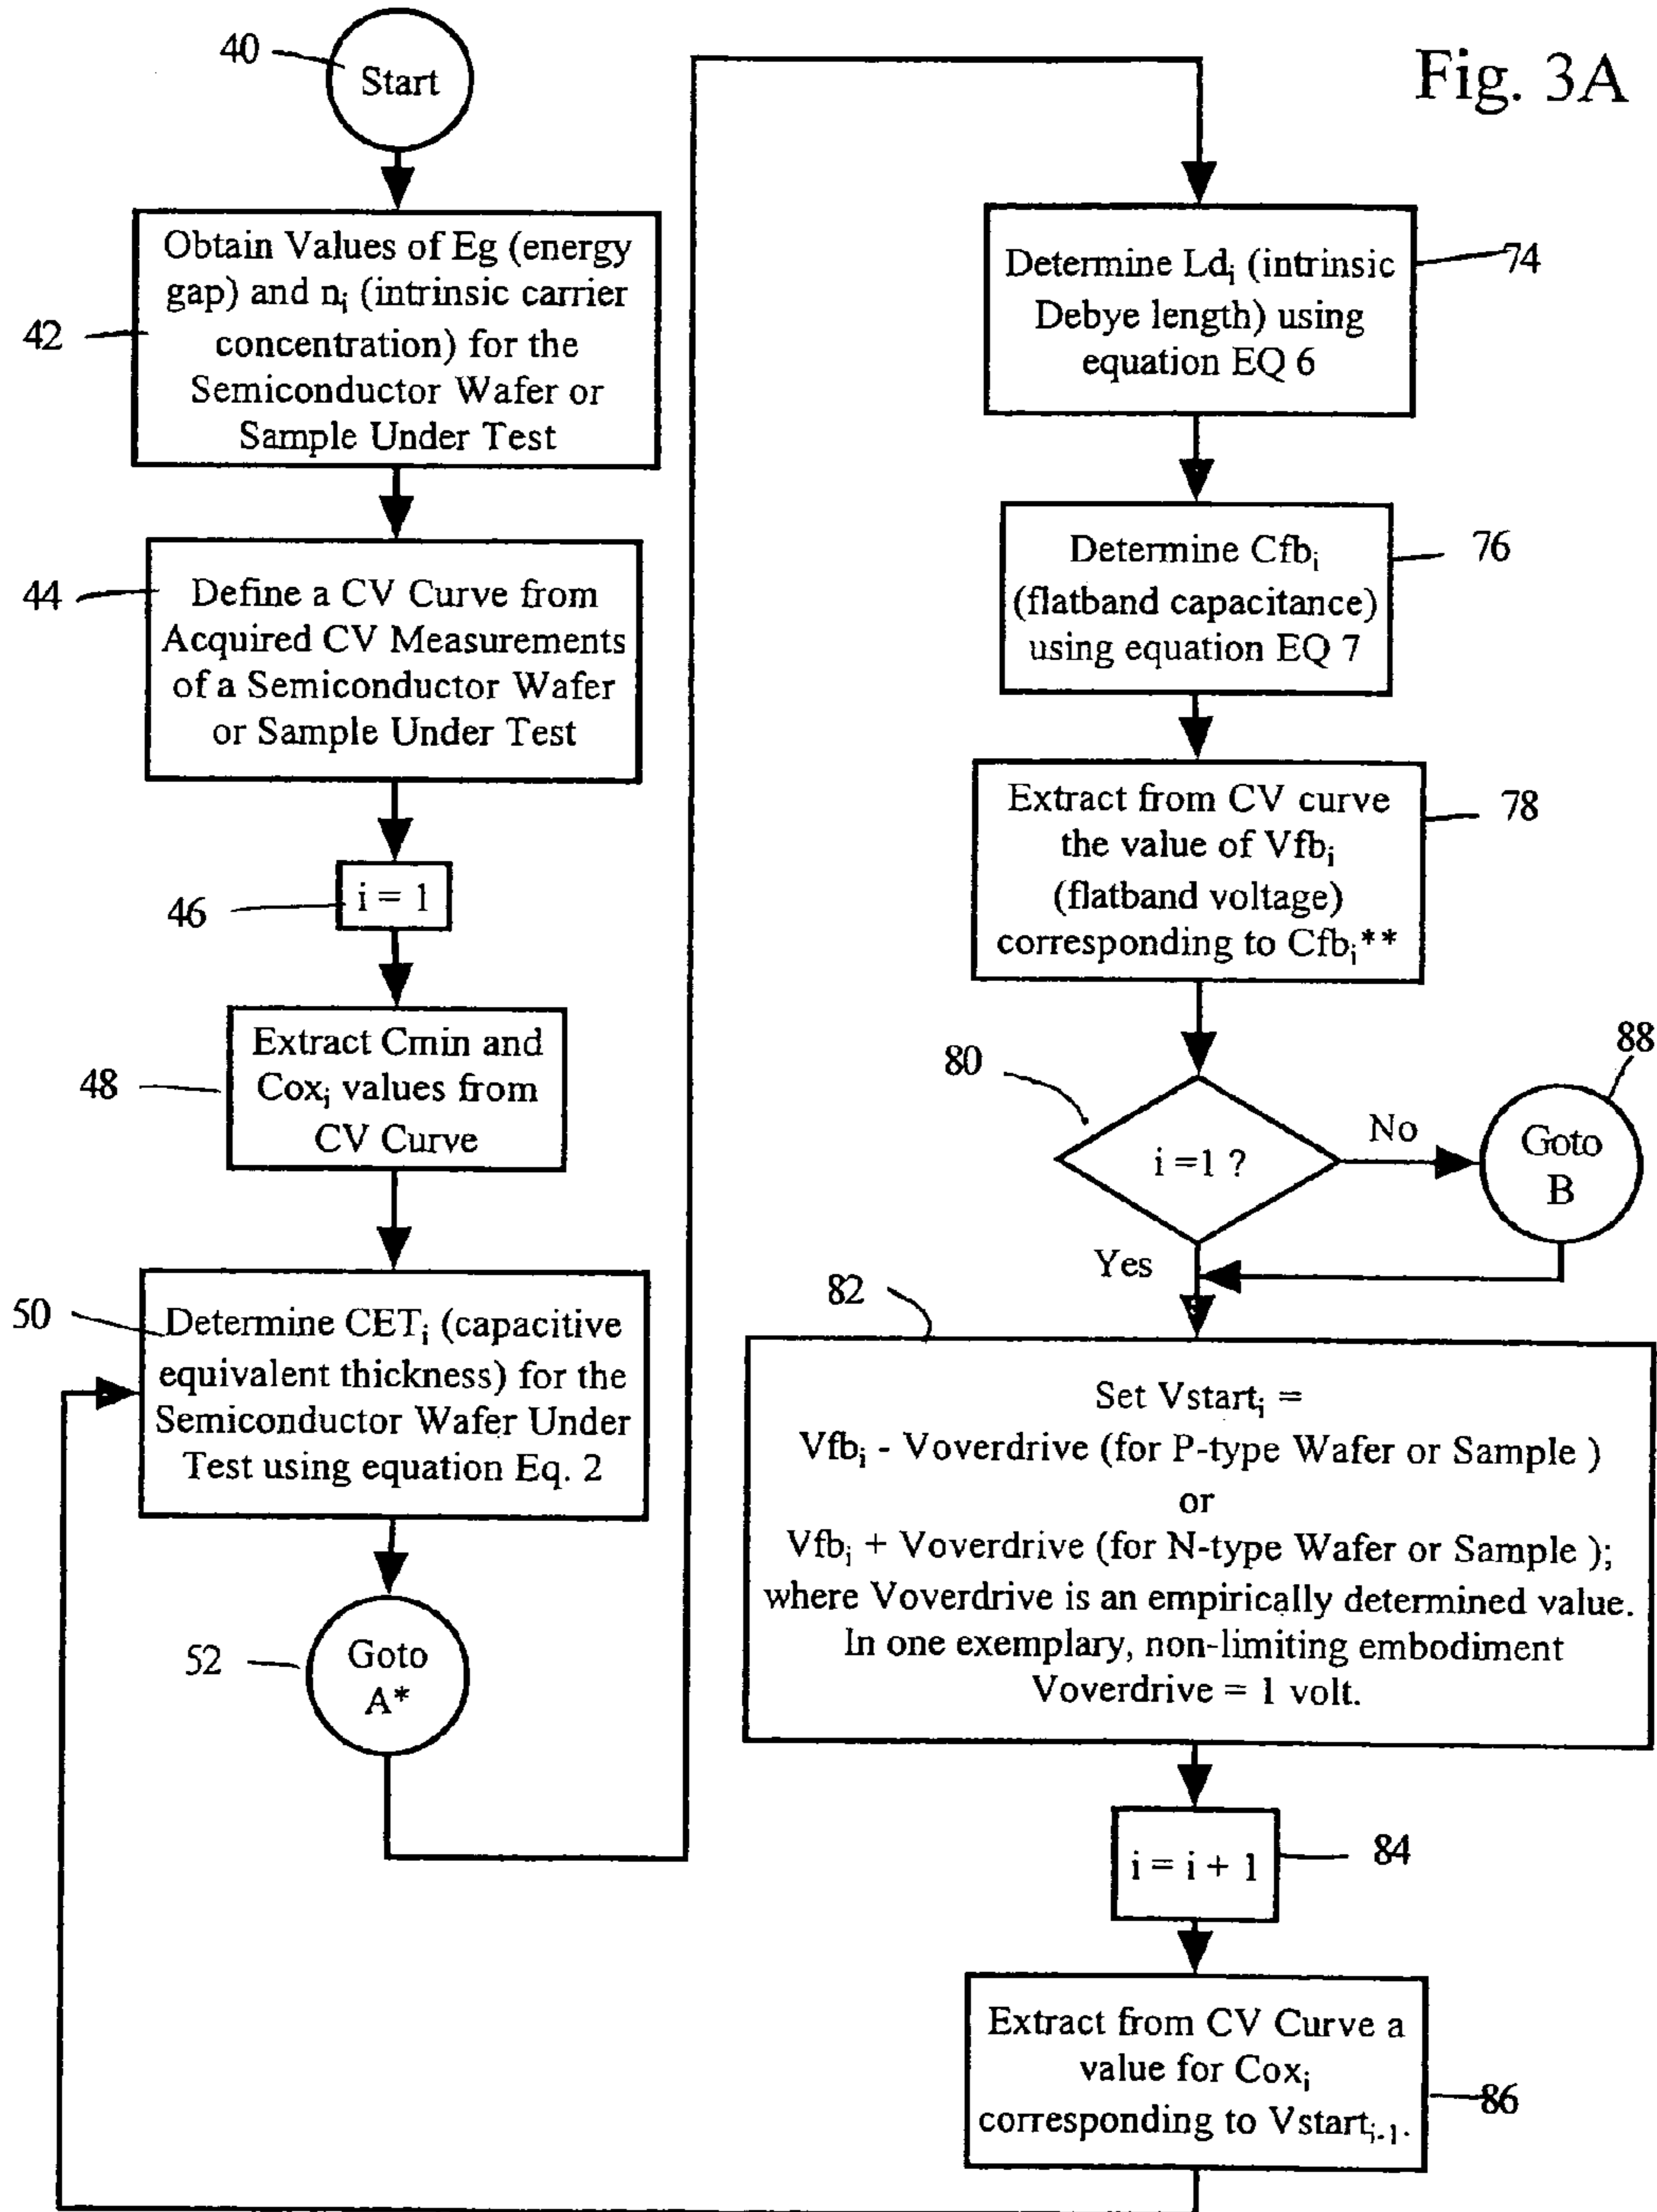 Fig. 3A
40
Start
42
Obtain Values of Eg (energy
gap) and nᵢ (intrinsic carrier
concentration) for the
Semiconductor Wafer or
Sample Under Test
44
Define a CV Curve from
Acquired CV Measurements
of a Semiconductor Wafer
or Sample Under Test
46
i = 1
48
Extract Cmin and
Coxᵢ values from
CV Curve
50
Determine CETᵢ (capacitive
equivalent thickness) for the
Semiconductor Wafer Under
Test using equation Eq. 2
52
Goto
A*
74
Determine Ldᵢ (intrinsic
Debye length) using
equation EQ 6
76
Determine Cfbᵢ
(flatband capacitance)
using equation EQ 7
78
Extract from CV curve
the value of Vfbᵢ
(flatband voltage)
corresponding to Cfbᵢ**
80
i =1 ?
No
88
Goto
B
Yes
82
Set Vstartᵢ =
Vfbᵢ - Voverdrive (for P-type Wafer or Sample )
or
Vfbᵢ + Voverdrive (for N-type Wafer or Sample );
where Voverdrive is an empirically determined value.
In one exemplary, non-limiting embodiment
Voverdrive = 1 volt.
84
i = i + 1
86
Extract from CV Curve a
value for Coxᵢ
corresponding to Vstartᵢ₋₁.